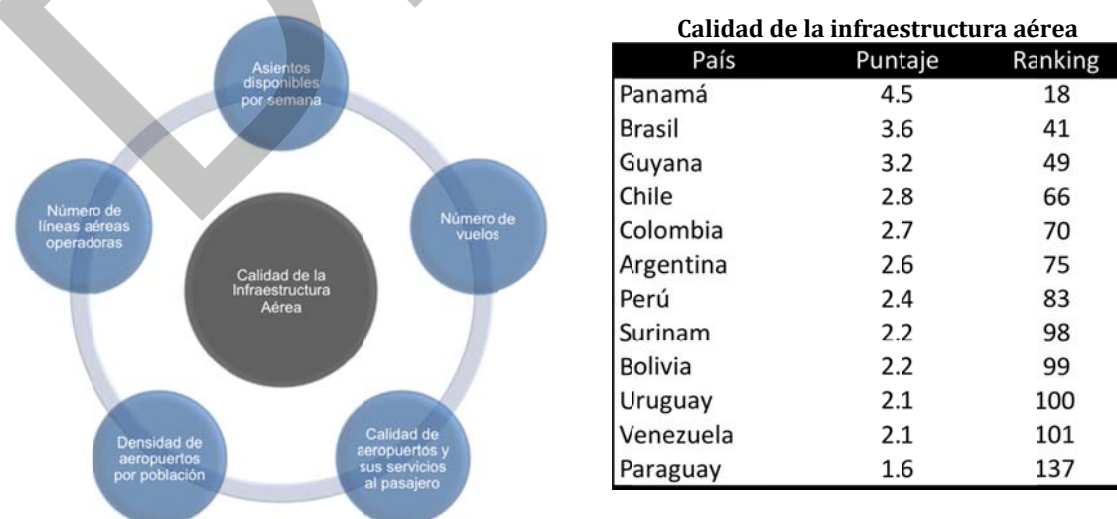 Asientos
disponibles
por semana
Número de
vuelos
Calidad de
aeropuertos y
sus servicios
al pasajero
Densidad de
aeropuertos
por población
Número de
líneas aéreas
operadoras
Calidad de la
Infraestructura
Aérea
Calidad de la infraestructura aérea
País Puntaje Ranking
Panamá 4.5 18
Brasil 3.6 41
Guyana 3.2 49
Chile 2.8 66
Colombia 2.7 70
Argentina 2.6 75
Perú 2.4 83
Surinam 2.2 98
Bolivia 2.2 99
Uruguay 2.1 100
Venezuela 2.1 101
Paraguay 1.6 137